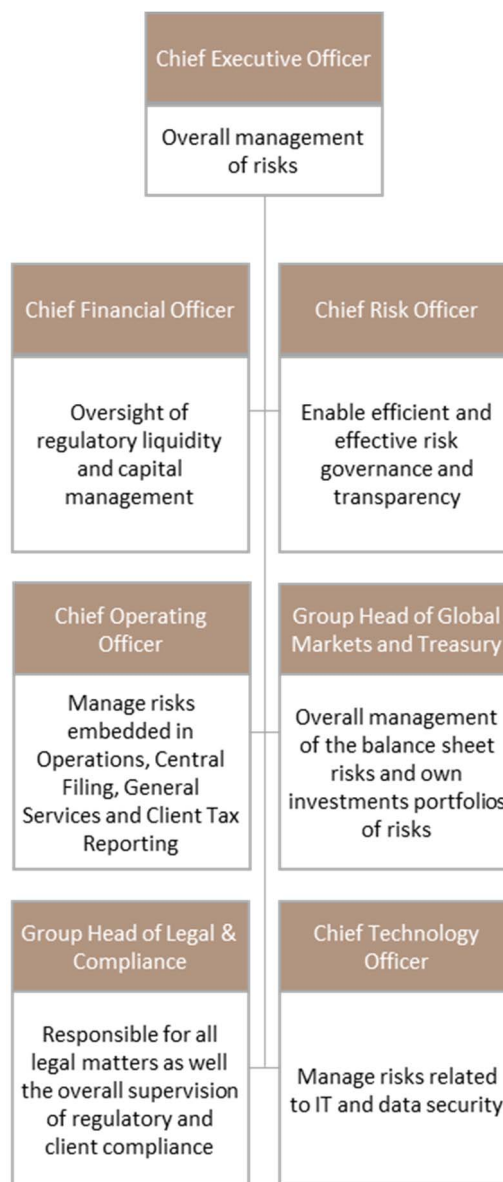 Chief Executive Officer
Overall management
of risks
Chief Financial Officer
Oversight of
regulatory liquidity
and capital
management
Chief Risk Officer
Enable efficient and
effective risk
governance and
transparency
Chief Operating
Officer
Manage risks
embedded in
Operations, Central
Filing, General
Services and Client Tax
Reporting
Group Head of Global
Markets and Treasury
Overall management
of the balance sheet
risks and own
investments portfolios
of risks
Group Head of Legal &
Compliance
Responsible for all
legal matters as well
the overall supervision
of regulatory and
client compliance
Chief Technology
Officer
Manage risks related
to IT and data security